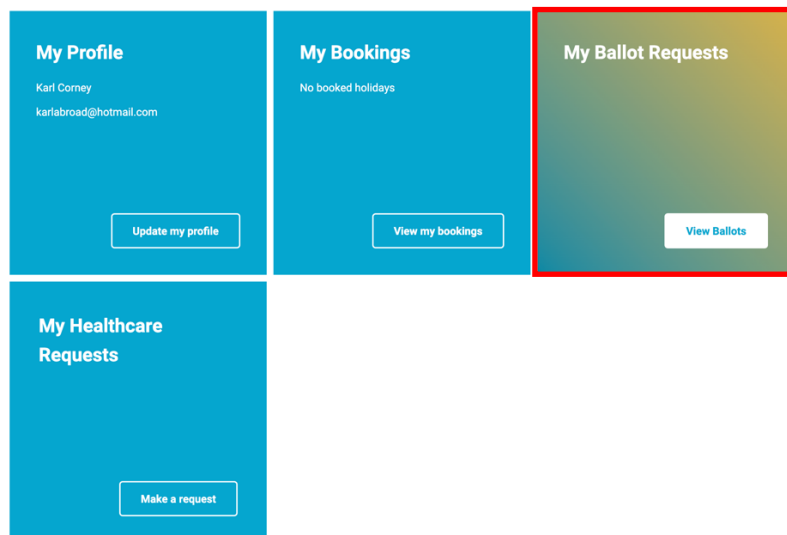 My Profile
Karl Corney
karlabroad@hotmail.com
Update my profile
My Bookings
No booked holidays
View my bookings
My Ballot Requests
View Ballots
My Healthcare
Requests
Make a request